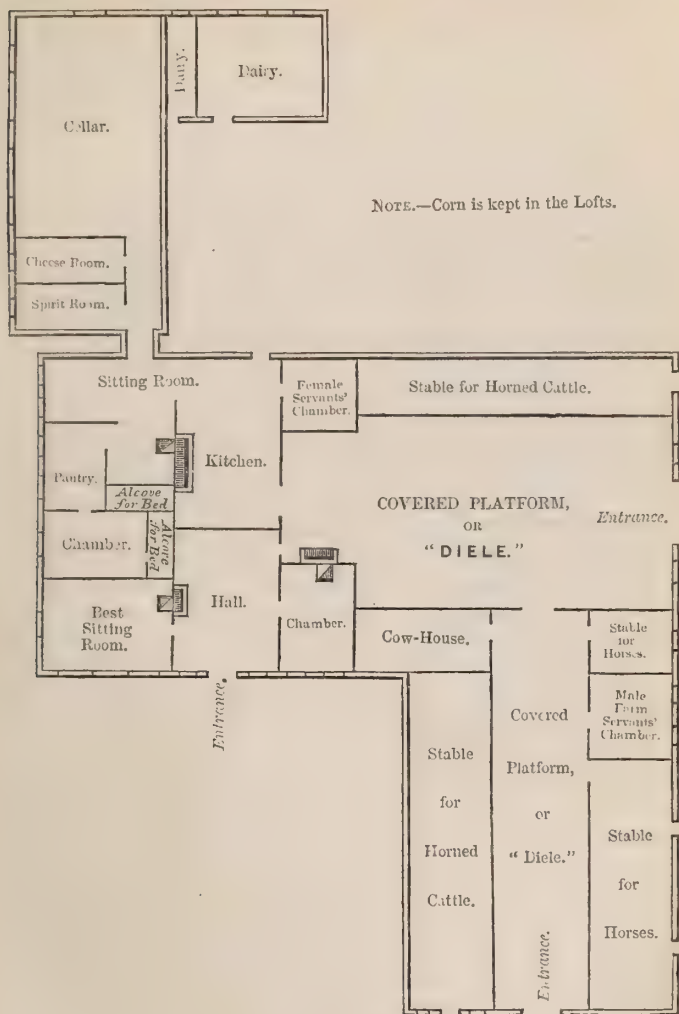 Dairy.
Dairy.
Cellar.
NOTE.—Corn is kept in the Lofts.
Cheese Room.
Spirit Room.
Sitting Room.
Female
Servants'
Chamber.
Stable for Horned Cattle.
Pantry.
Kitchen.
Alcove
for Bed
COVERED PLATFORM,
OR
"DIELE."
Entrance.
Chamber.
Alcove
for Bed
Best
Sitting
Room.
Hall.
Chamber.
Cow-House.
Stable
for
Horses.
Entrance.
Male
Farm
Servants'
Chamber.
Covered
Platform,
or
"Diele."
Stable
for
Horned
Cattle.
Stable
for
Horses.
Entrance.